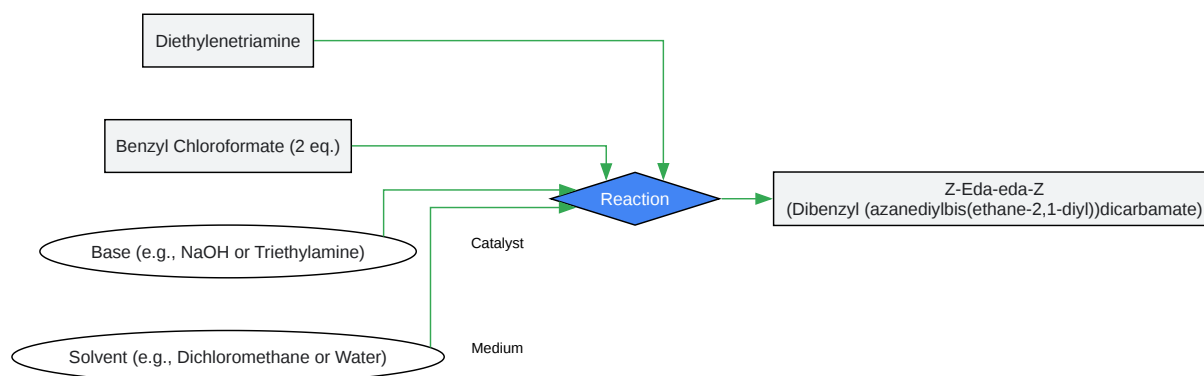 Diethylenetriamine
Benzyl Chloroformate (2 eq.)
Reaction
Z-Eda-eda-Z
(Dibenzyl (azanediylbis(ethane-2,1-diyl))dicarbamate)
Base (e.g., NaOH or Triethylamine)
Catalyst
Solvent (e.g., Dichloromethane or Water)
Medium